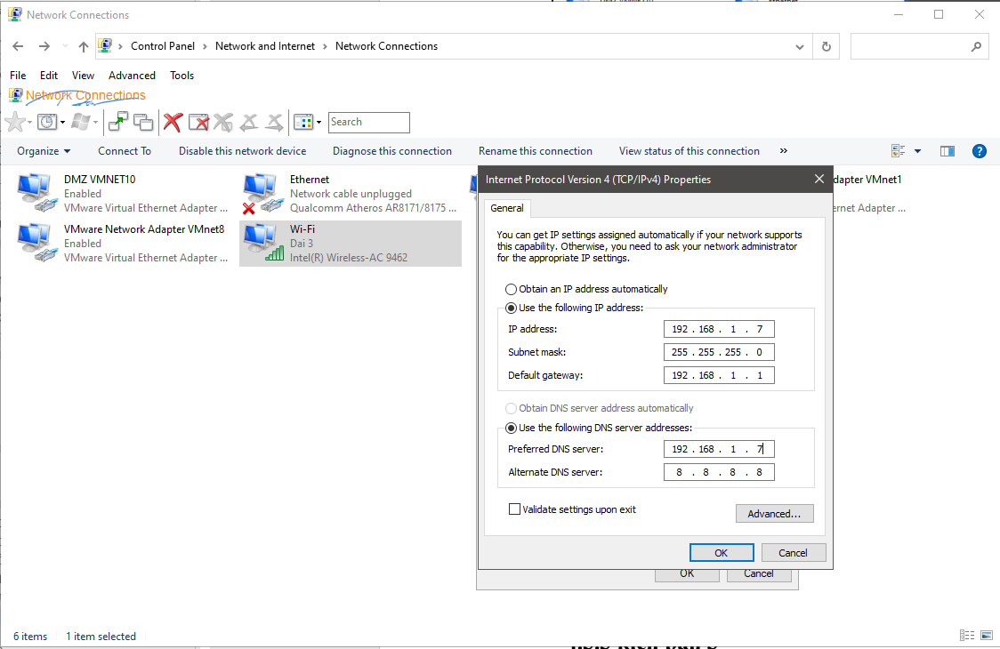 Network Connections
Control Panel > Network and Internet > Network Connections
File Edit View Advanced Tools
Network Connections
Search
Organize Connect To Disable this network device Diagnose this connection Rename this connection View status of this connection »
DMZ VMNET10
Enabled
VMware Virtual Ethernet Adapter ...
Ethernet
Network cable unplugged
Qualcomm Atheros AR8171/8175 ...
dapter VMnet1
ernet Adapter ...
VMware Network Adapter VMnet8
Enabled
VMware Virtual Ethernet Adapter ...
Wi-Fi
Dai 3
Intel(R) Wireless-AC 9462
Internet Protocol Version 4 (TCP/IPv4) Properties
General
You can get IP settings assigned automatically if your network supports
this capability. Otherwise, you need to ask your network administrator
for the appropriate IP settings.
Obtain an IP address automatically
Use the following IP address:
IP address: 192 . 168 . 1 . 7
Subnet mask: 255 . 255 . 255 . 0
Default gateway: 192 . 168 . 1 . 1
Obtain DNS server address automatically
Use the following DNS server addresses:
Preferred DNS server: 192 . 168 . 1 . 7
Alternate DNS server: 8 . 8 . 8 . 8
Validate settings upon exit
Advanced...
OK Cancel
OK Cancel
6 items 1 item selected